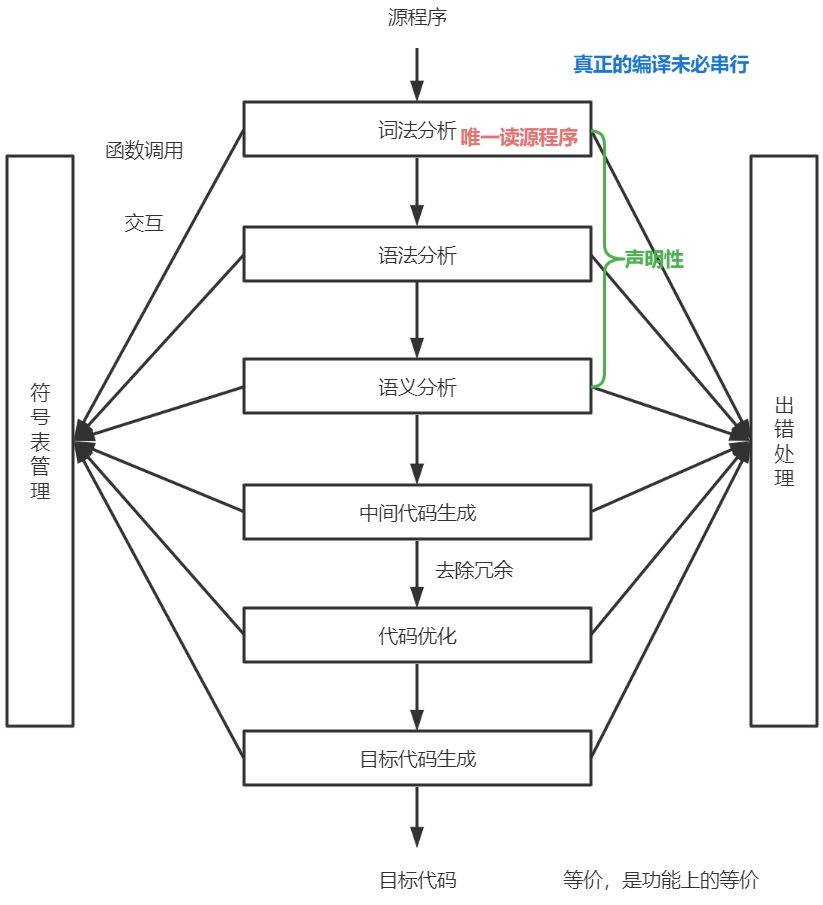 源程序
真正的编译未必串行
词法分析
唯一读源程序
函数调用
交互
语法分析
声明性
语义分析
符号表管理
出错处理
中间代码生成
去除冗余
代码优化
目标代码生成
目标代码
等价，是功能上的等价